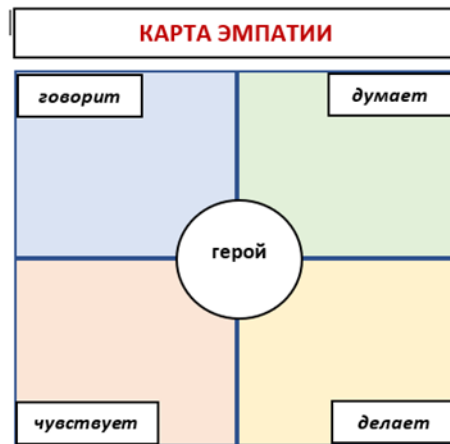 КАРТА ЭМПАТИИ
говорит
думает
герой
чувствует
делает